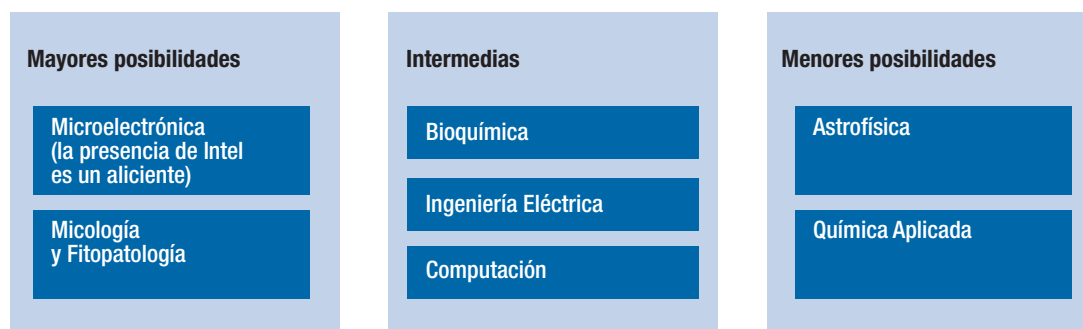 Mayores posibilidades
Microelectrónica
(la presencia de Intel
es un aliciente)
Micología
y Fitopatología
Intermedias
Bioquímica
Ingeniería Eléctrica
Computación
Menores posibilidades
Astrofísica
Química Aplicada